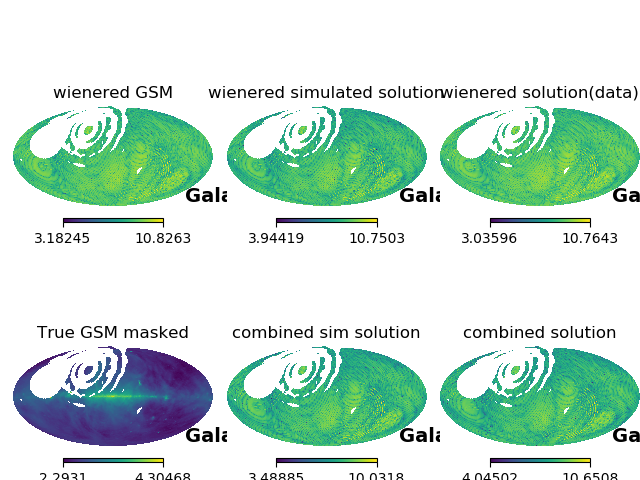 wienered GSM
wienered simulated solution
wienered solution(data)
Gala
Gala
Ga
3.18245 10.8263
3.94419 10.7503
3.03596 10.7643
True GSM masked
combined sim solution
combined solution
Gala
Gala
Ga
2.2931 4.30468
3.48885 10.0318
4.04502 10.6508